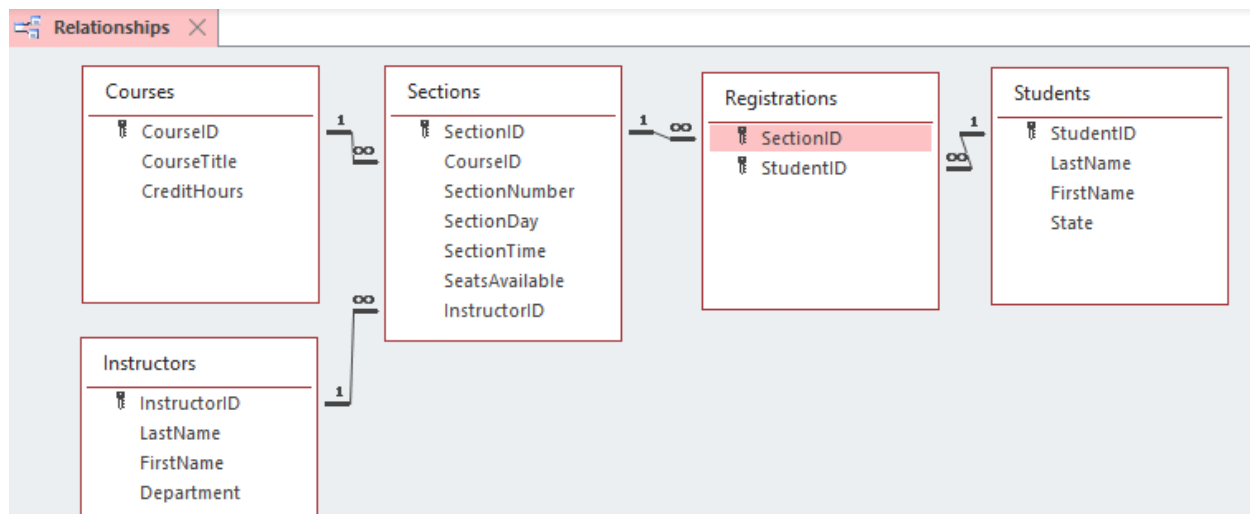 Relationships
Courses
CourseID
CourseTitle
CreditHours
1
∞
Sections
SectionID
CourseID
SectionNumber
SectionDay
SectionTime
SeatsAvailable
InstructorID
1
∞
Registrations
SectionID
StudentID
1
∞
Students
StudentID
LastName
FirstName
State
Instructors
InstructorID
LastName
FirstName
Department
1
∞